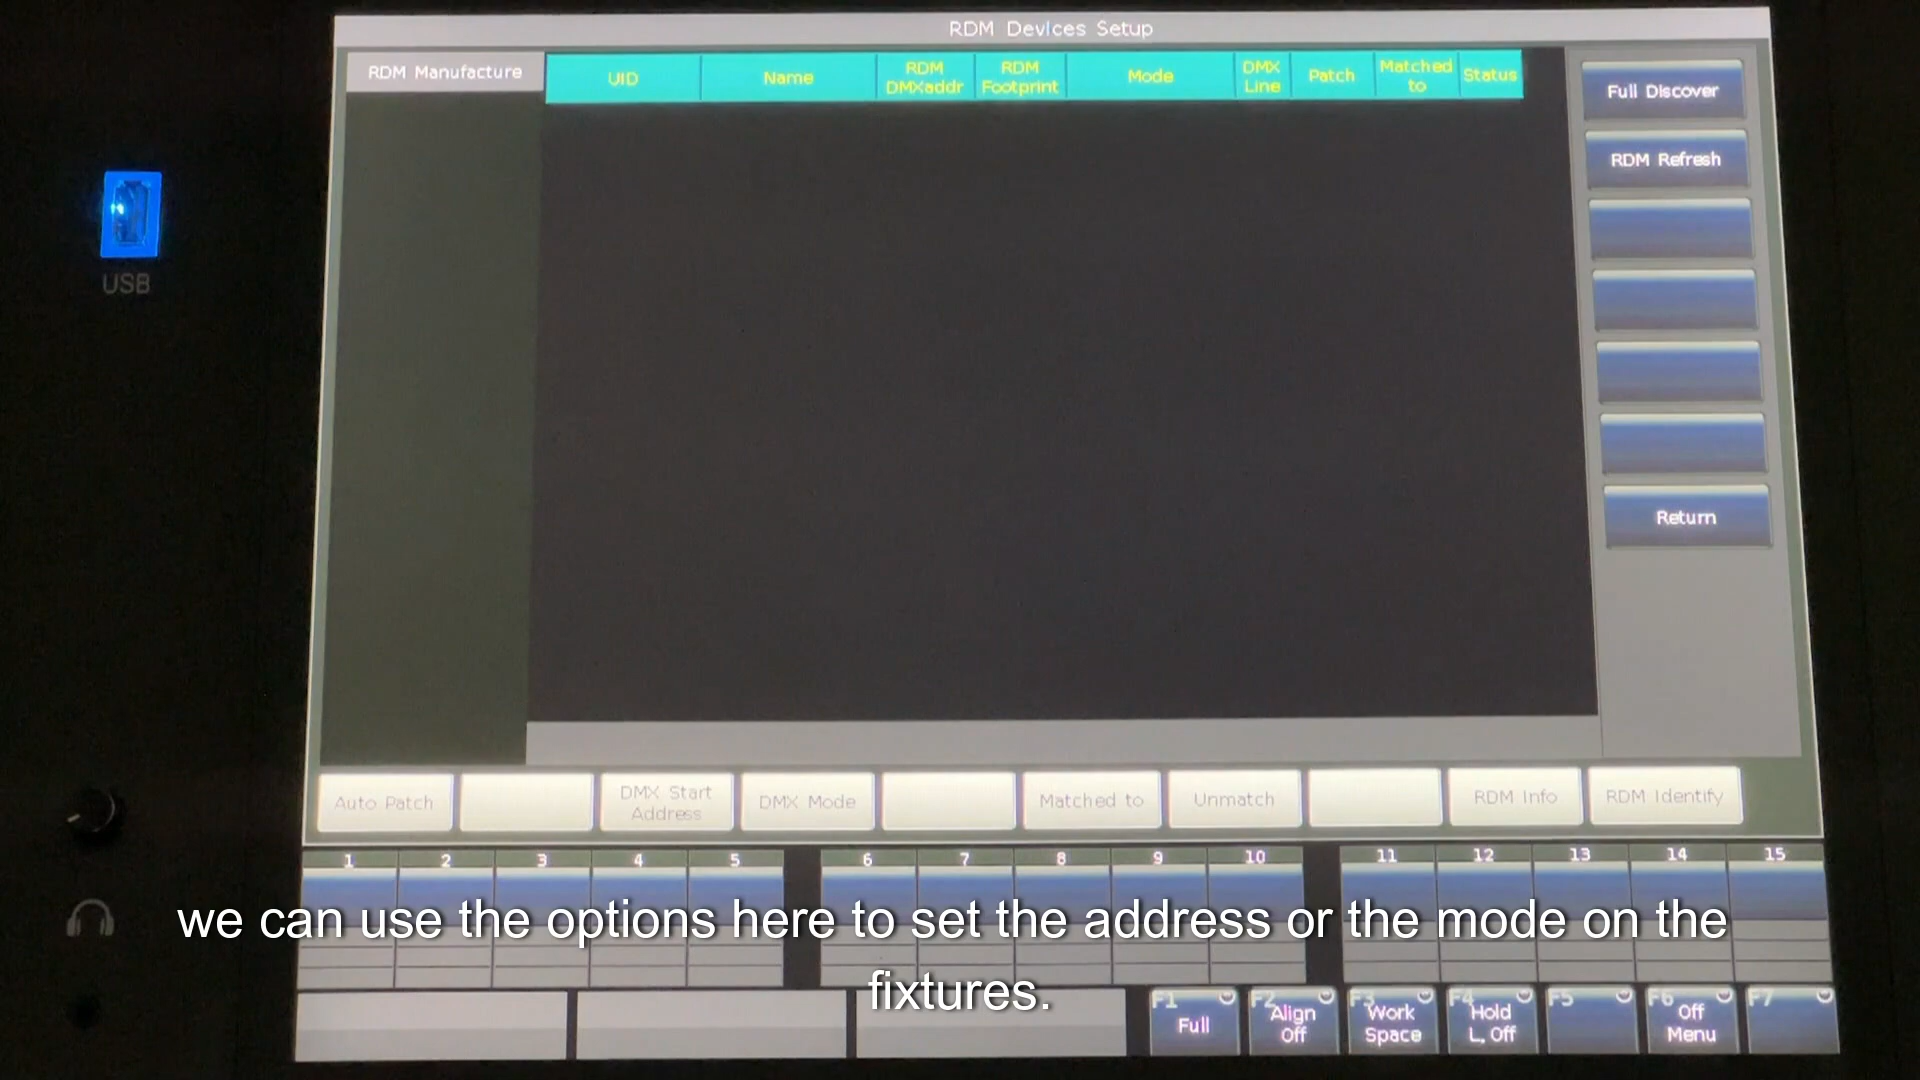 RDM Devices Setup
RDM Manufacture
UID
Name
RDM DMXaddr
RDM Footprint
Mode
DMX Line
Patch
Matched to
Status
Full Discover
RDM Refresh
Return
USB
Auto Patch
DMX Start Address
DMX Mode
Matched to
Unmatch
RDM Info
RDM Identify
1 2 3 4 5 6 7 8 9 10 11 12 13 14 15
we can use the options here to set the address or the mode on the
fixtures.
F1 Full
F2 Align Off
F3 Work Space
F4 Hold L, Off
F5
F6 Off Menu
F7